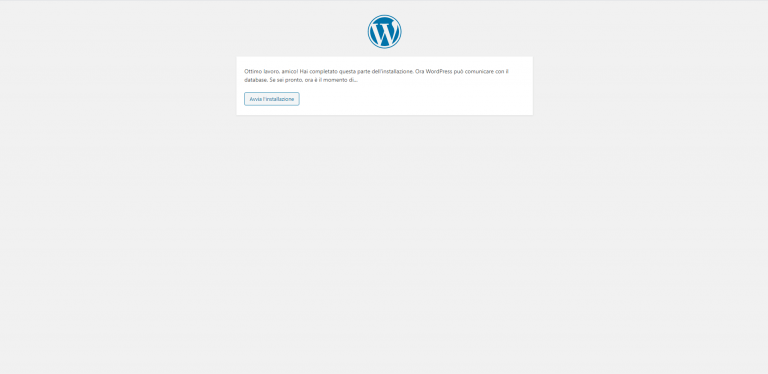 Ottimo lavoro, amico! Hai completato questa parte dell'installazione. Ora WordPress può comunicare con il
database. Se sei pronto, ora è il momento di...
Avvia l'installazione